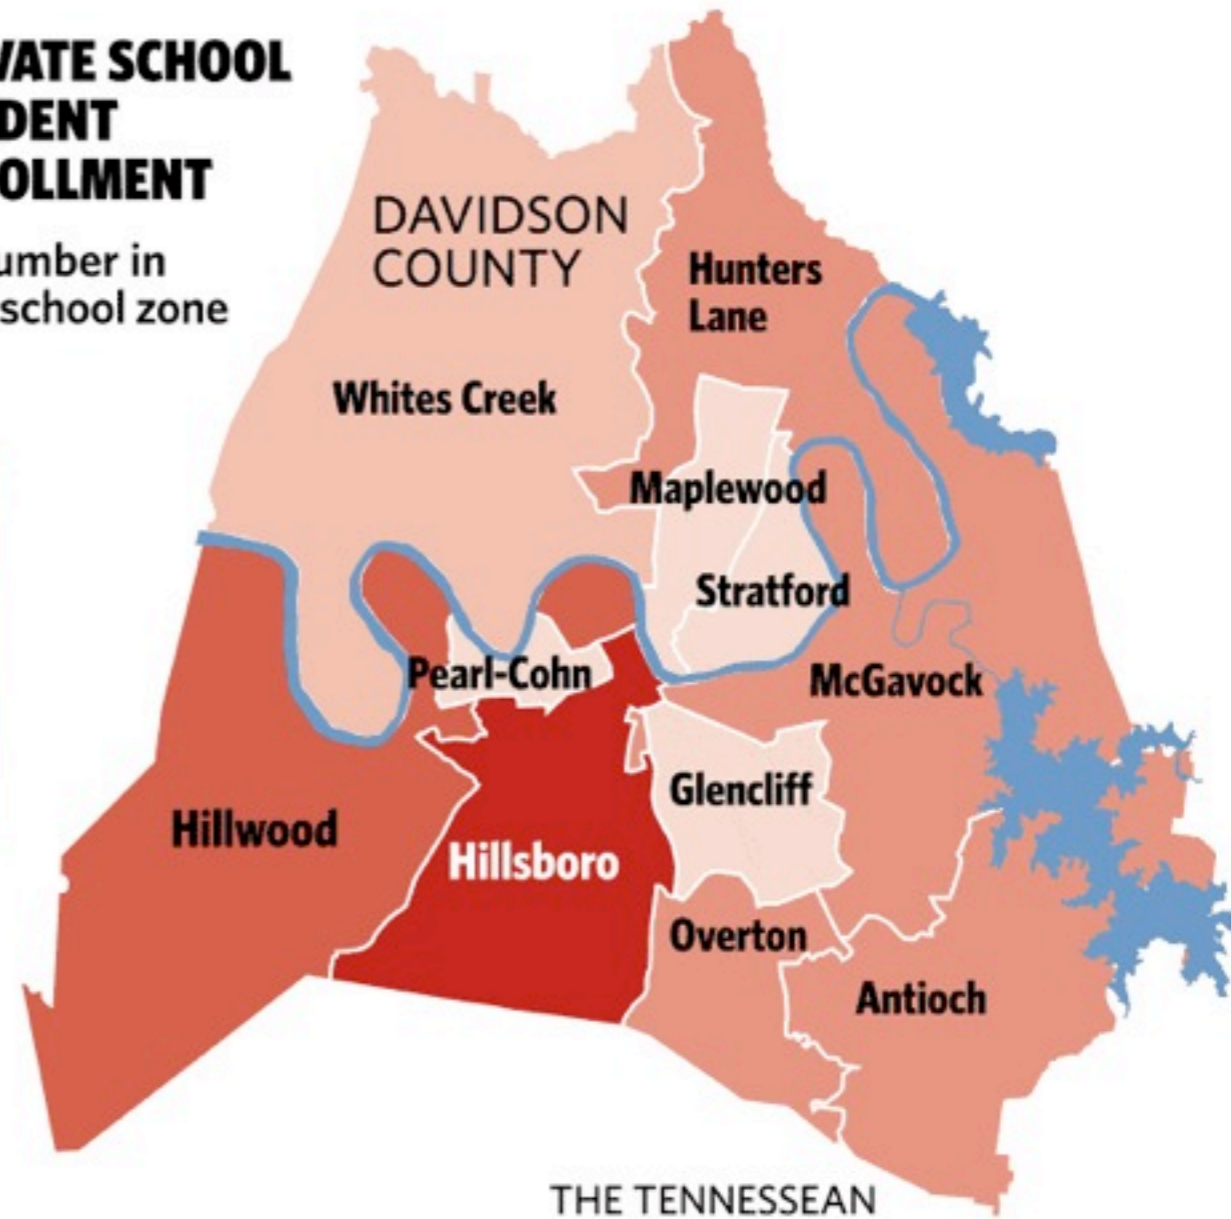 VATE SCHOOL
DENT
OLLMENT
umber in
school zone
DAVIDSON
COUNTY
Hunters
Lane
Whites Creek
Maplewood
Stratford
Pearl-Cohn
McGavock
Glencliff
Hillwood
Hillsboro
Overton
Antioch
THE TENNESSEAN